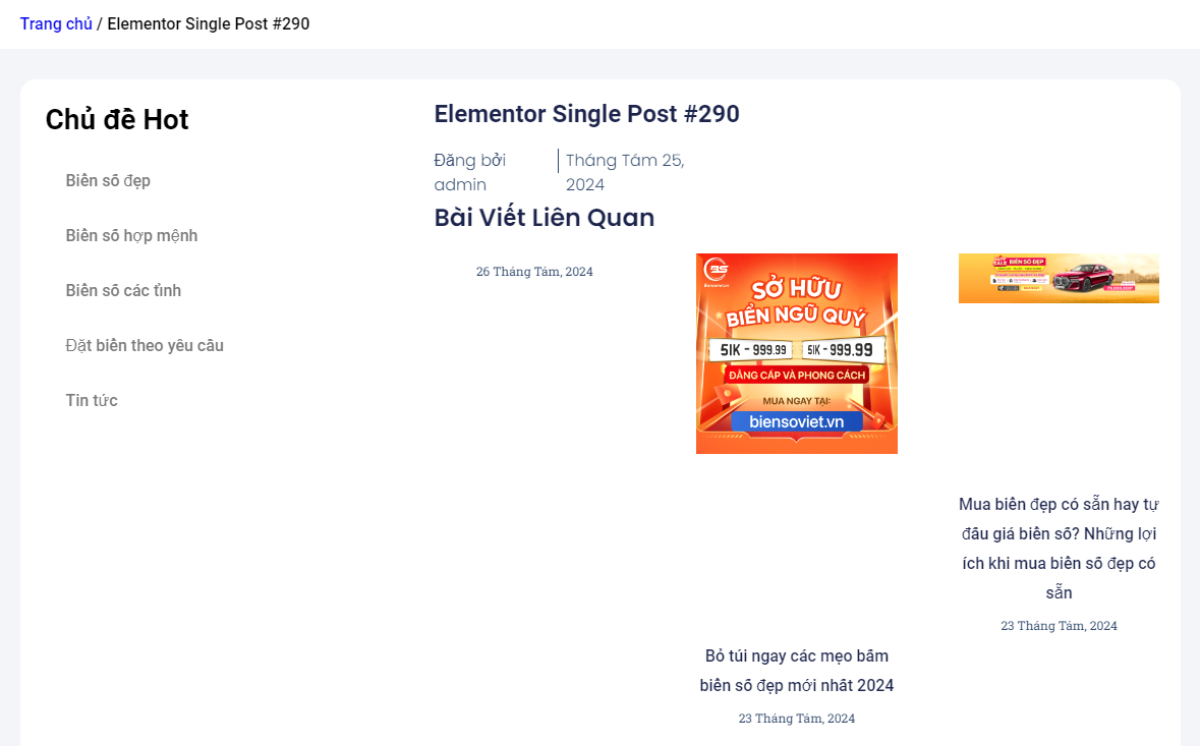 Trang chủ / Elementor Single Post #290
Chủ đề Hot
Biển số đẹp
Biển số hợp mệnh
Biển số các tỉnh
Đặt biển theo yêu cầu
Tin tức
Elementor Single Post #290
Đăng bởi
admin
Tháng Tám 25,
2024
Bài Viết Liên Quan
26 Tháng Tám, 2024
SỞ HỮU
BIỂN NGŨ QUÝ
51K - 999.99
51K - 999.99
ĐẲNG CẤP VÀ PHONG CÁCH
MUA NGAY TẠI:
biensoviet.vn
Bỏ túi ngay các mẹo bấm
biển số đẹp mới nhất 2024
23 Tháng Tám, 2024
SALE BIỂN SỐ ĐẸP
Mua biển đẹp có sẵn hay tự
đấu giá biển số? Những lợi
ích khi mua biển số đẹp có
sẵn
23 Tháng Tám, 2024